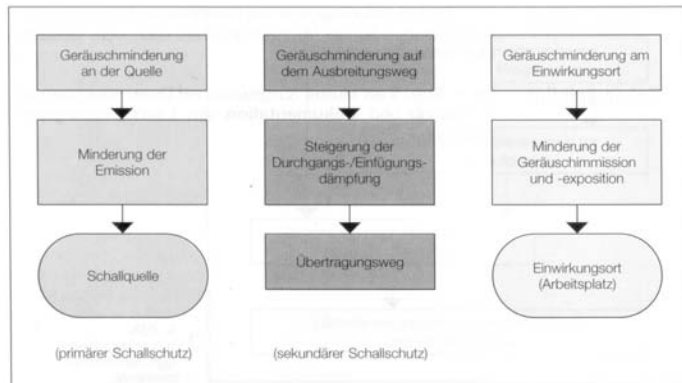 Geräuschminderung
an der Quelle
Minderung der
Emission
Schallquelle
(primärer Schallschutz)
Geräuschminderung auf
dem Ausbreitungsweg
Steigerung der
Durchgangs-/Einfügungs-
dämpfung
Übertragungsweg
(sekundärer Schallschutz)
Geräuschminderung am
Einwirkungsort
Minderung der
Geräuschimmission
und -exposition
Einwirkungsort
(Arbeitsplatz)